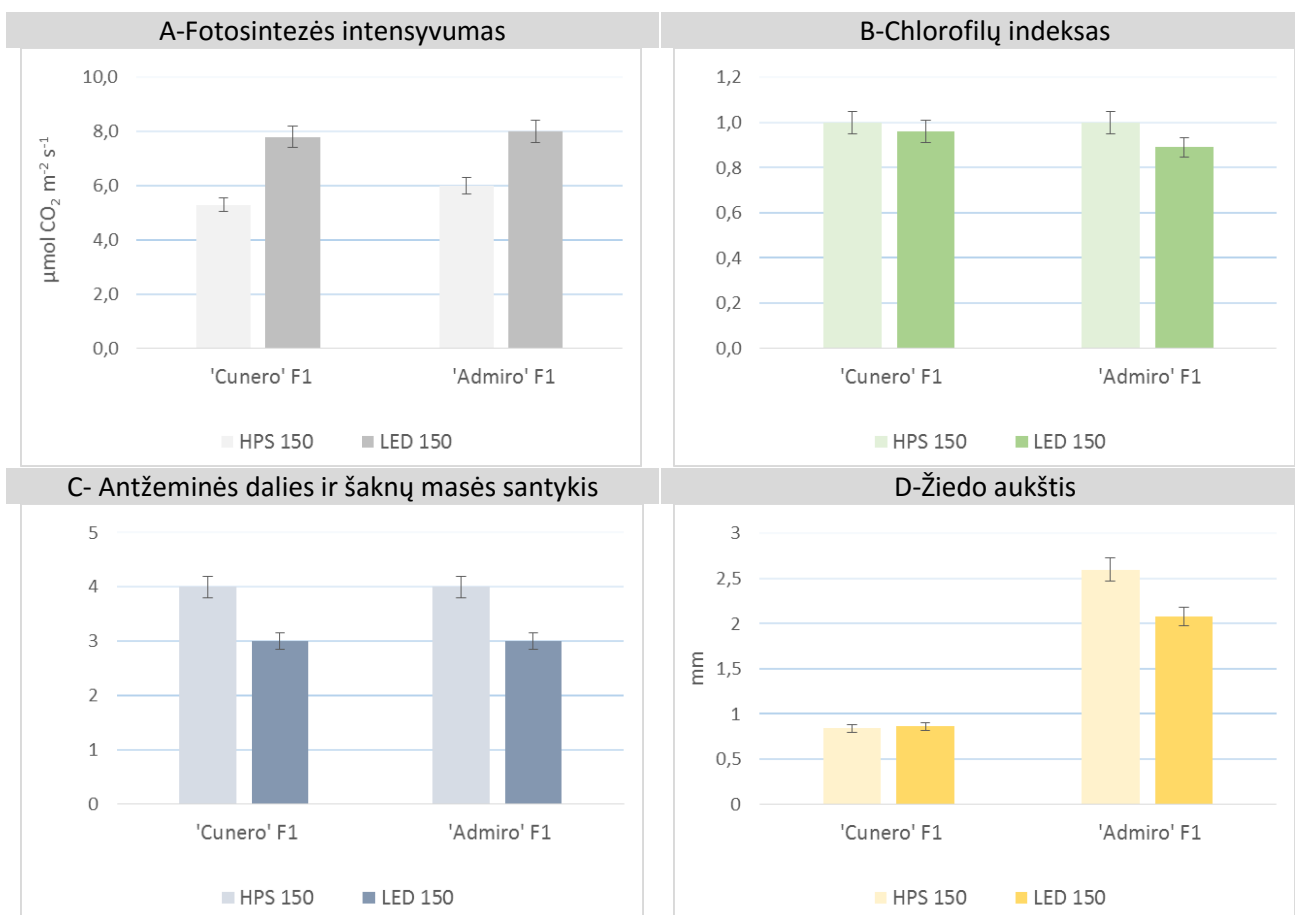 A-Fotosintezės intensyvumas
B-Chlorofilų indeksas
10,0
8,0
6,0
4,0
2,0
0,0
µmol CO₂ m⁻² s⁻¹
'Cunero' F1 'Admiro' F1
HPS 150 LED 150
1,2
1,0
0,8
0,6
0,4
0,2
0,0
'Cunero' F1 'Admiro' F1
HPS 150 LED 150
C- Antžeminės dalies ir šaknų masės santykis
D-Žiedo aukštis
5
4
3
2
1
0
'Cunero' F1 'Admiro' F1
HPS 150 LED 150
3
2,5
2
1,5
1
0,5
0
mm
'Cunero' F1 'Admiro' F1
HPS 150 LED 150